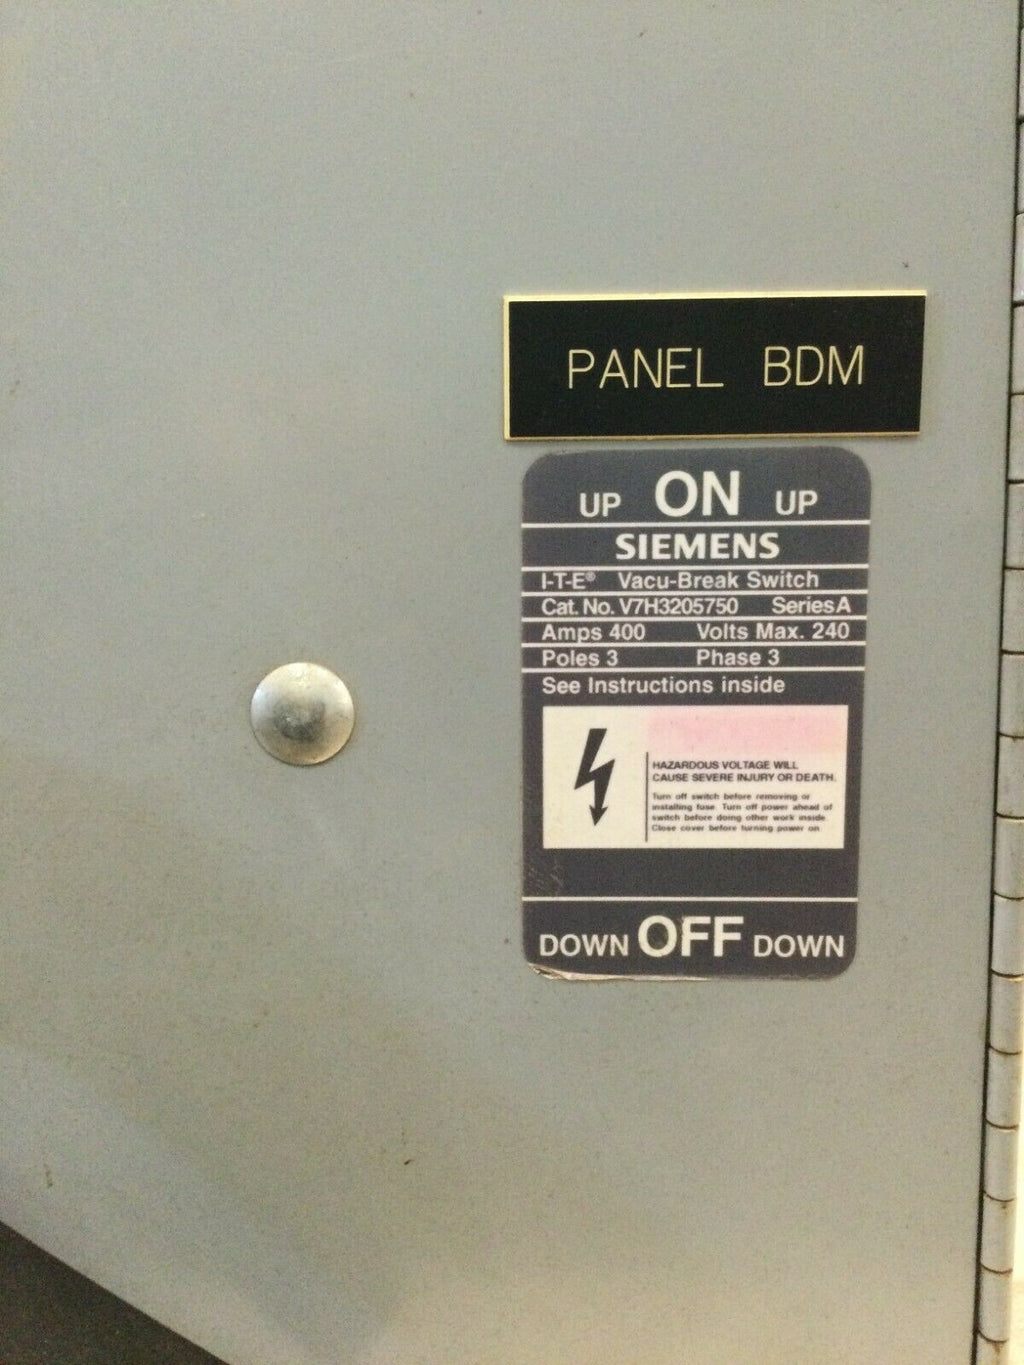 PANEL BDM
UP ON UP
SIEMENS
I-T-E® Vacu-Break Switch
Cat. No. V7H3205750 Series A
Amps 400 Volts Max. 240
Poles 3 Phase 3
See Instructions inside
HAZARDOUS VOLTAGE WILL
CAUSE SEVERE INJURY OR DEATH.
Turn off switch before removing or
installing fuse. Turn off power ahead of
switch before doing other work inside.
Close cover before turning power on.
DOWN OFF DOWN